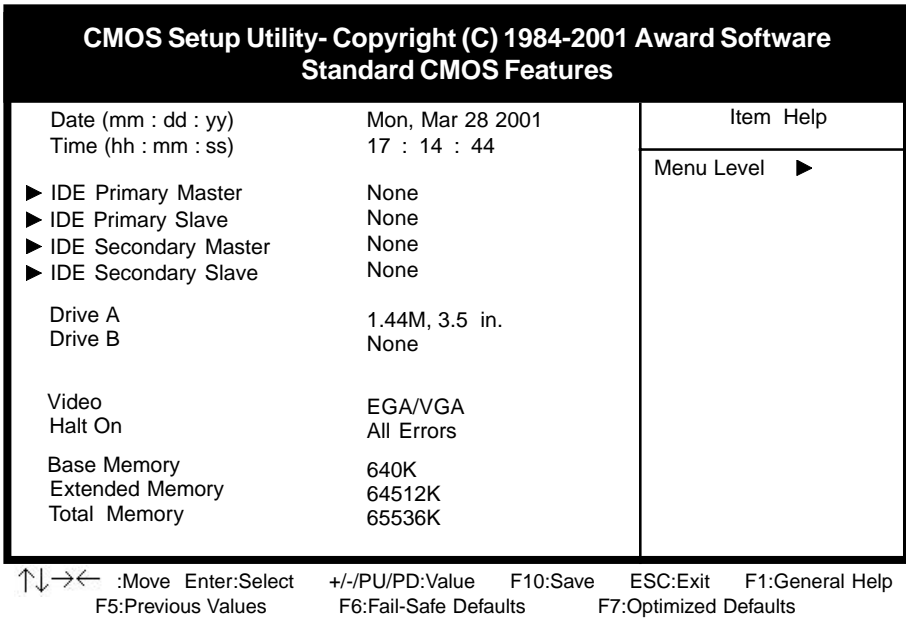 CMOS Setup Utility- Copyright (C) 1984-2001 Award Software
Standard CMOS Features
Date (mm : dd : yy) Mon, Mar 28 2001
Time (hh : mm : ss) 17 : 14 : 44
▶ IDE Primary Master None
▶ IDE Primary Slave None
▶ IDE Secondary Master None
▶ IDE Secondary Slave None
Drive A 1.44M, 3.5 in.
Drive B None
Video EGA/VGA
Halt On All Errors
Base Memory 640K
Extended Memory 64512K
Total Memory 65536K
Item Help
Menu Level ▶
↑↓→← :Move Enter:Select +/-/PU/PD:Value F10:Save ESC:Exit F1:General Help
F5:Previous Values F6:Fail-Safe Defaults F7:Optimized Defaults